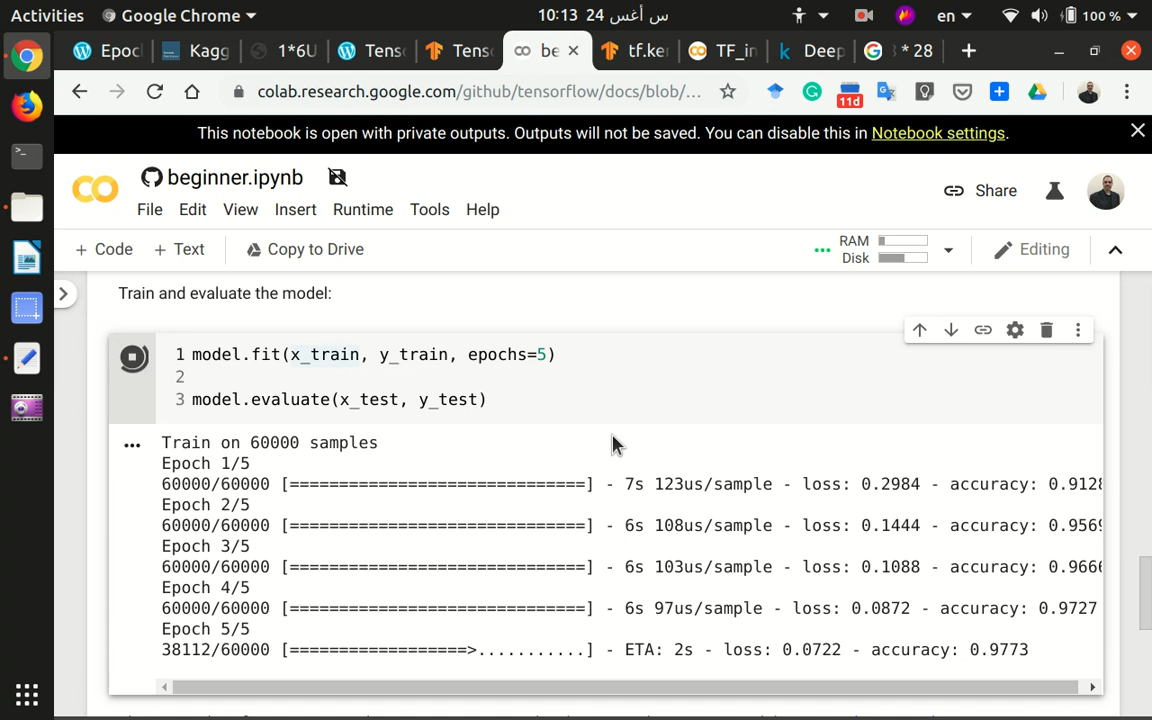 Activities Google Chrome 10:13 24 س أغس en 100 %
Epoc Kagg 1*6U Tens Tens be tf.ke TF_in k Deep 3 * 28
colab.research.google.com/github/tensorflow/docs/blob/...
11d
This notebook is open with private outputs. Outputs will not be saved. You can disable this in Notebook settings.
beginner.ipynb
Share
File Edit View Insert Runtime Tools Help
+ Code + Text Copy to Drive
RAM
Disk
Editing
Train and evaluate the model:
1 model.fit(x_train, y_train, epochs=5)
2
3 model.evaluate(x_test, y_test)
Train on 60000 samples
Epoch 1/5
60000/60000 [==============================] - 7s 123us/sample - loss: 0.2984 - accuracy: 0.9128
Epoch 2/5
60000/60000 [==============================] - 6s 108us/sample - loss: 0.1444 - accuracy: 0.9569
Epoch 3/5
60000/60000 [==============================] - 6s 103us/sample - loss: 0.1088 - accuracy: 0.9666
Epoch 4/5
60000/60000 [==============================] - 6s 97us/sample - loss: 0.0872 - accuracy: 0.9727
Epoch 5/5
38112/60000 [==================>...........] - ETA: 2s - loss: 0.0722 - accuracy: 0.9773